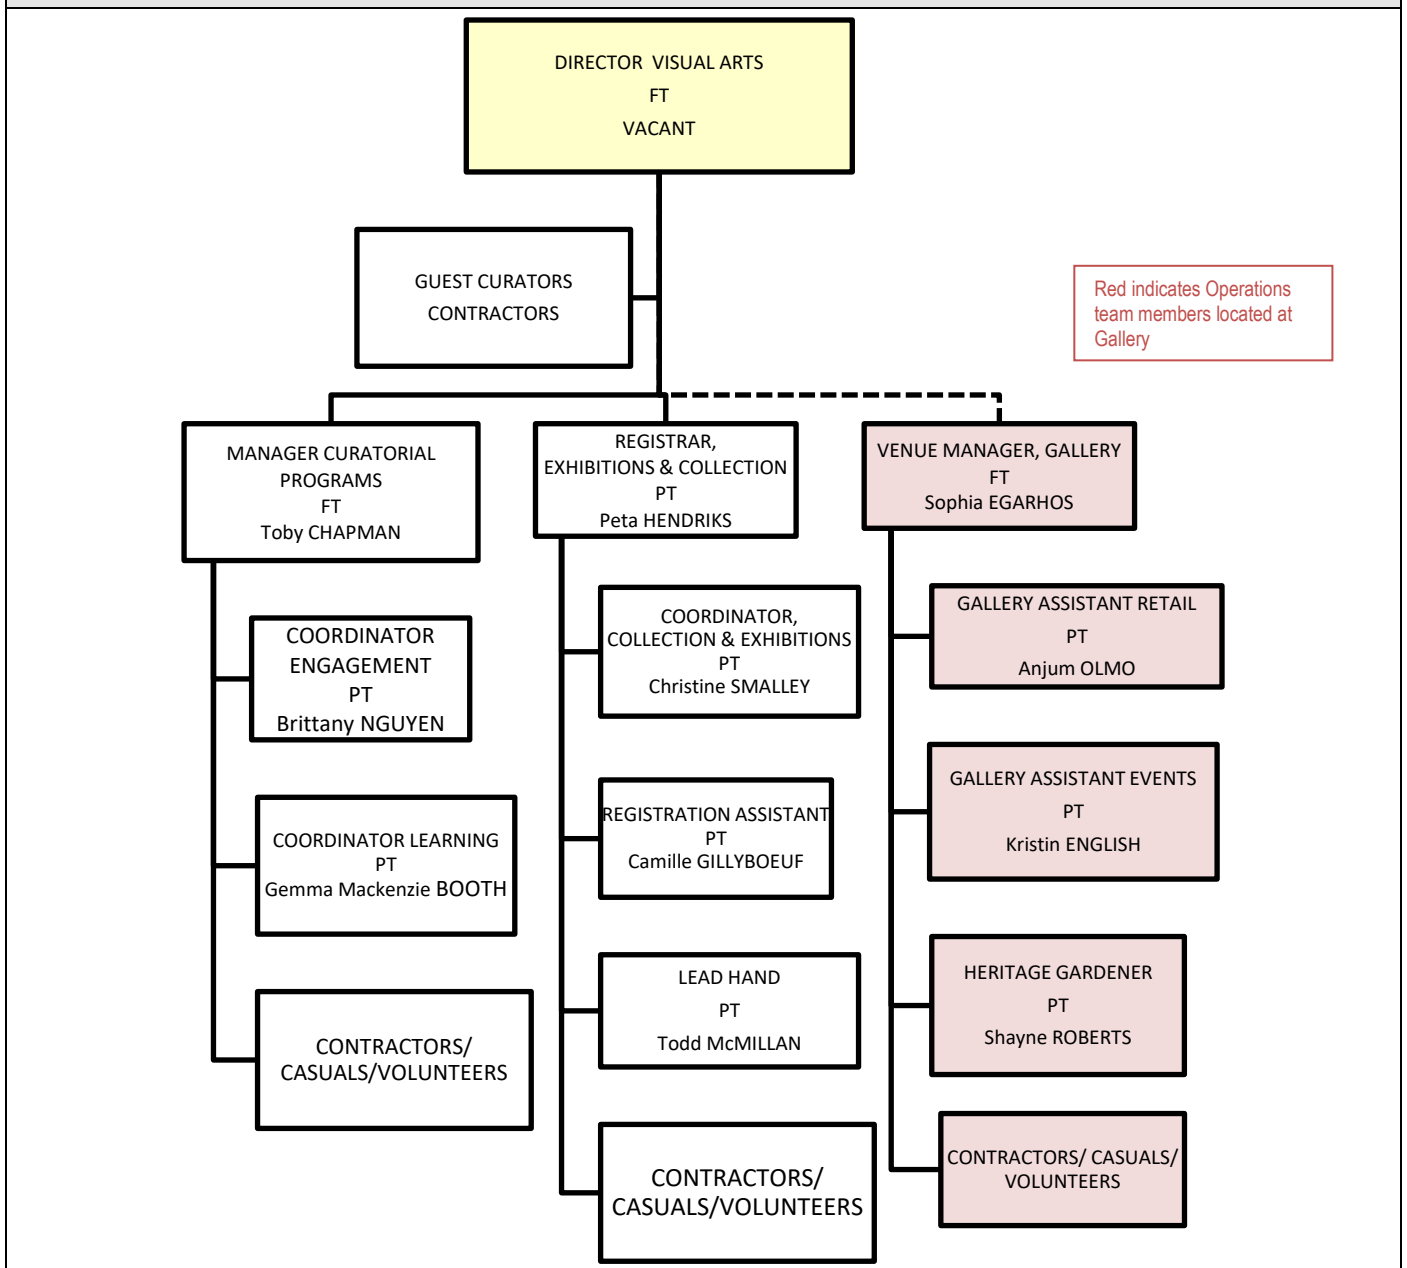 DIRECTOR  VISUAL ARTS
FT
VACANT
GUEST CURATORS
CONTRACTORS
Red indicates Operations
team members located at
Gallery
MANAGER CURATORIAL
PROGRAMS
FT
Toby CHAPMAN
REGISTRAR,
EXHIBITIONS & COLLECTION
PT
Peta HENDRIKS
VENUE MANAGER, GALLERY
FT
Sophia EGARHOS
COORDINATOR
ENGAGEMENT
PT
Brittany NGUYEN
COORDINATOR LEARNING
PT
Gemma Mackenzie BOOTH
CONTRACTORS/
CASUALS/VOLUNTEERS
COORDINATOR,
COLLECTION & EXHIBITIONS
PT
Christine SMALLEY
REGISTRATION ASSISTANT
PT
Camille GILLYBOEUF
LEAD HAND
PT
Todd McMILLAN
CONTRACTORS/
CASUALS/VOLUNTEERS
GALLERY ASSISTANT RETAIL
PT
Anjum OLMO
GALLERY ASSISTANT EVENTS
PT
Kristin ENGLISH
HERITAGE GARDENER
PT
Shayne ROBERTS
CONTRACTORS/ CASUALS/
VOLUNTEERS